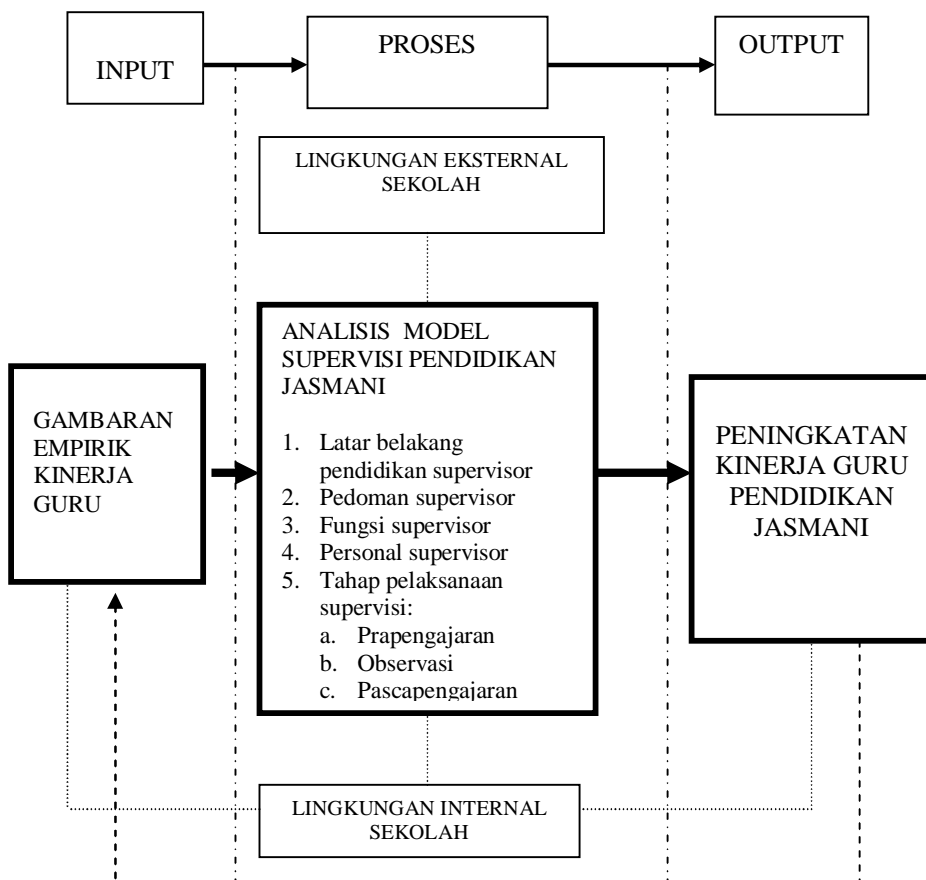 INPUT
PROSES
OUTPUT
LINGKUNGAN EKSTERNAL
SEKOLAH
ANALISIS MODEL
SUPERVISI PENDIDIKAN
JASMANI
1. Latar belakang
pendidikan supervisor
2. Pedoman supervisor
3. Fungsi supervisor
4. Personal supervisor
5. Tahap pelaksanaan
supervisi:
a. Prapengajaran
b. Observasi
c. Pascapengajaran
GAMBARAN
EMPIRIK
KINERJA
GURU
PENINGKATAN
KINERJA GURU
PENDIDIKAN
JASMANI
LINGKUNGAN INTERNAL
SEKOLAH